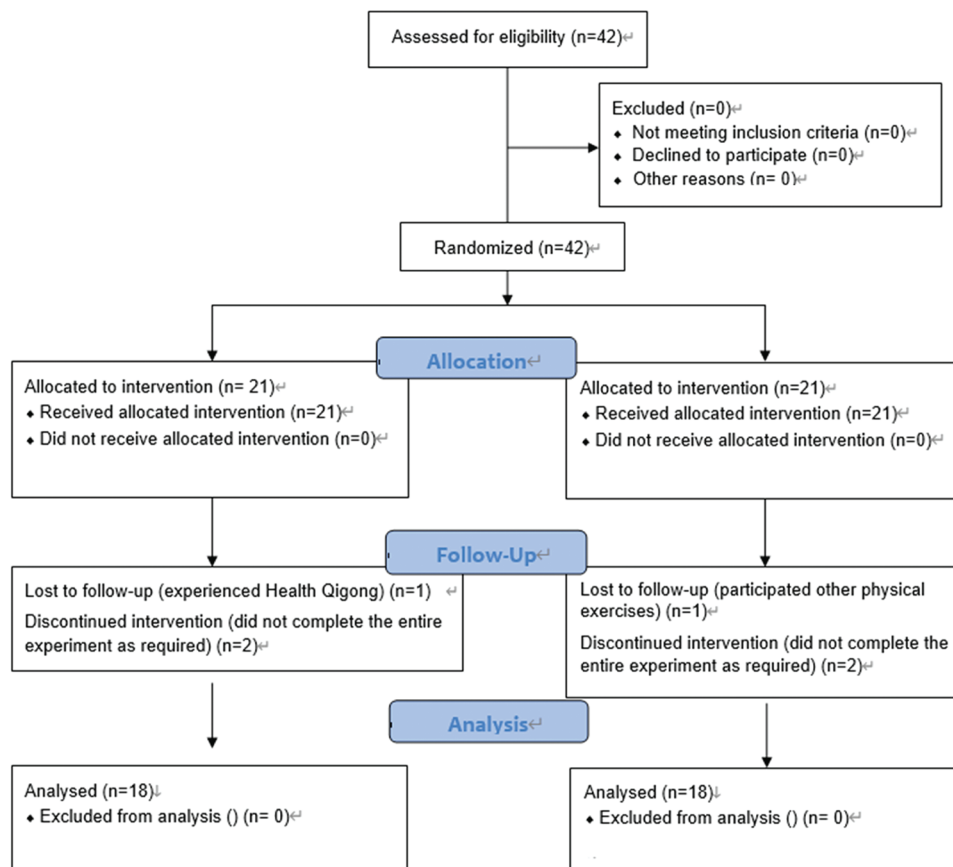 Assessed for eligibility (n=42)↵
Excluded (n=0)↵
⬥ Not meeting inclusion criteria (n=0)↵
⬥ Declined to participate (n=0)↵
⬥ Other reasons (n= 0)↵
Randomized (n=42)↵
Allocation↵
Allocated to intervention (n= 21)↵
⬥ Received allocated intervention (n=21)↵
⬥ Did not receive allocated intervention (n=0)↵
Allocated to intervention (n=21)↵
⬥ Received allocated intervention (n=21)↵
⬥ Did not receive allocated intervention (n=0)↵
Follow-Up↵
Lost to follow-up (experienced Health Qigong) (n=1) ↵
Discontinued intervention (did not complete the entire
experiment as required) (n=2)↵
Lost to follow-up (participated other physical
exercises) (n=1)↵
Discontinued intervention (did not complete the
entire experiment as required) (n=2)↵
Analysis↵
Analysed (n=18)↓
⬥ Excluded from analysis () (n= 0)↵
Analysed (n=18)↓
⬥ Excluded from analysis () (n= 0)↵